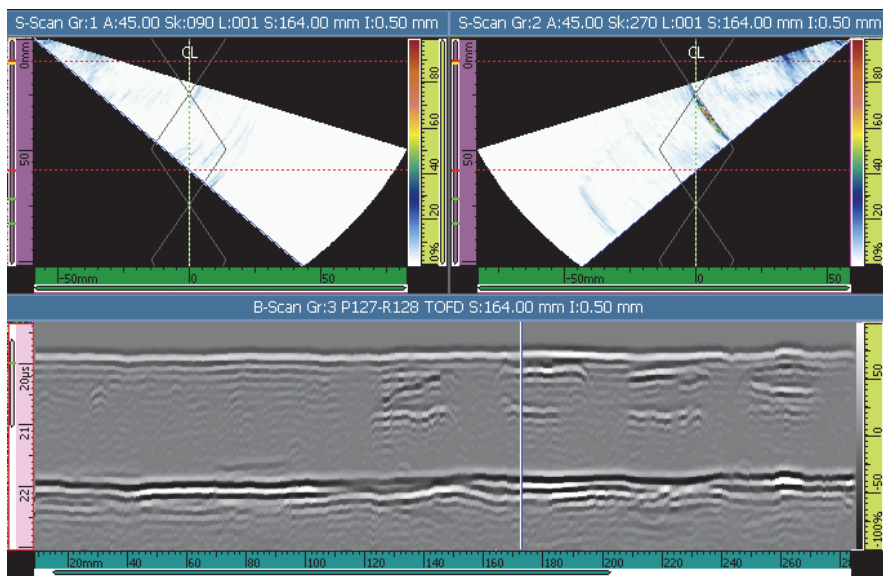 S-Scan Gr:1 A:45.00 Sk:090 L:001 S:164.00 mm I:0.50 mm
S-Scan Gr:2 A:45.00 Sk:270 L:001 S:164.00 mm I:0.50 mm
CL
0mm
50
-50mm 0 50
0% 20 40 60 80
CL
0mm
50
-50mm 0 50
0% 20 40 60 80
B-Scan Gr:3 P127-R128 TOFD S:164.00 mm I:0.50 mm
20µs
21
22
50
0
-50
-100%
20mm 40 60 80 100 120 140 160 180 200 220 240 260